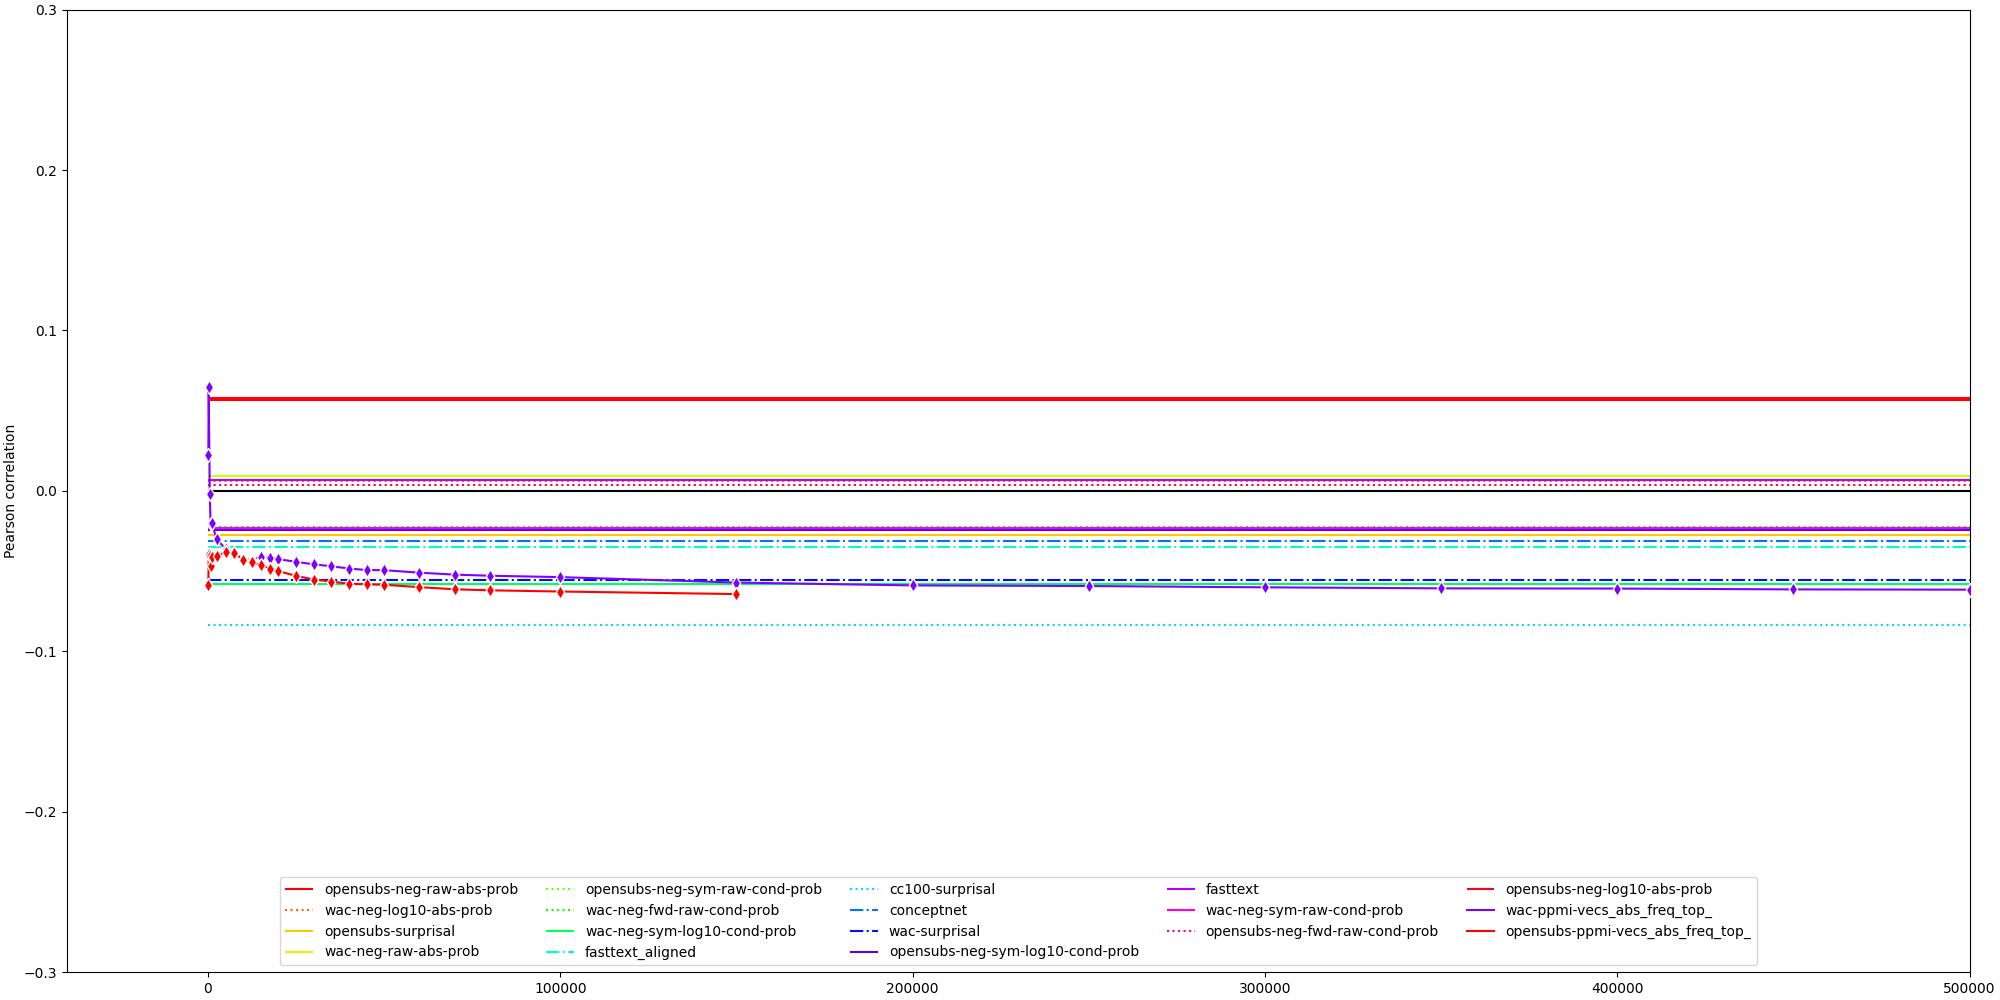 0.3
0.2
0.1
0.0
−0.1
−0.2
−0.3
Pearson correlation
opensubs-neg-raw-abs-prob
wac-neg-log10-abs-prob
opensubs-surprisal
wac-neg-raw-abs-prob
opensubs-neg-sym-raw-cond-prob
wac-neg-fwd-raw-cond-prob
wac-neg-sym-log10-cond-prob
fasttext_aligned
cc100-surprisal
conceptnet
wac-surprisal
opensubs-neg-sym-log10-cond-prob
fasttext
wac-neg-sym-raw-cond-prob
opensubs-neg-fwd-raw-cond-prob
opensubs-neg-log10-abs-prob
wac-ppmi-vecs_abs_freq_top_
opensubs-ppmi-vecs_abs_freq_top_
0
100000
200000
300000
400000
500000